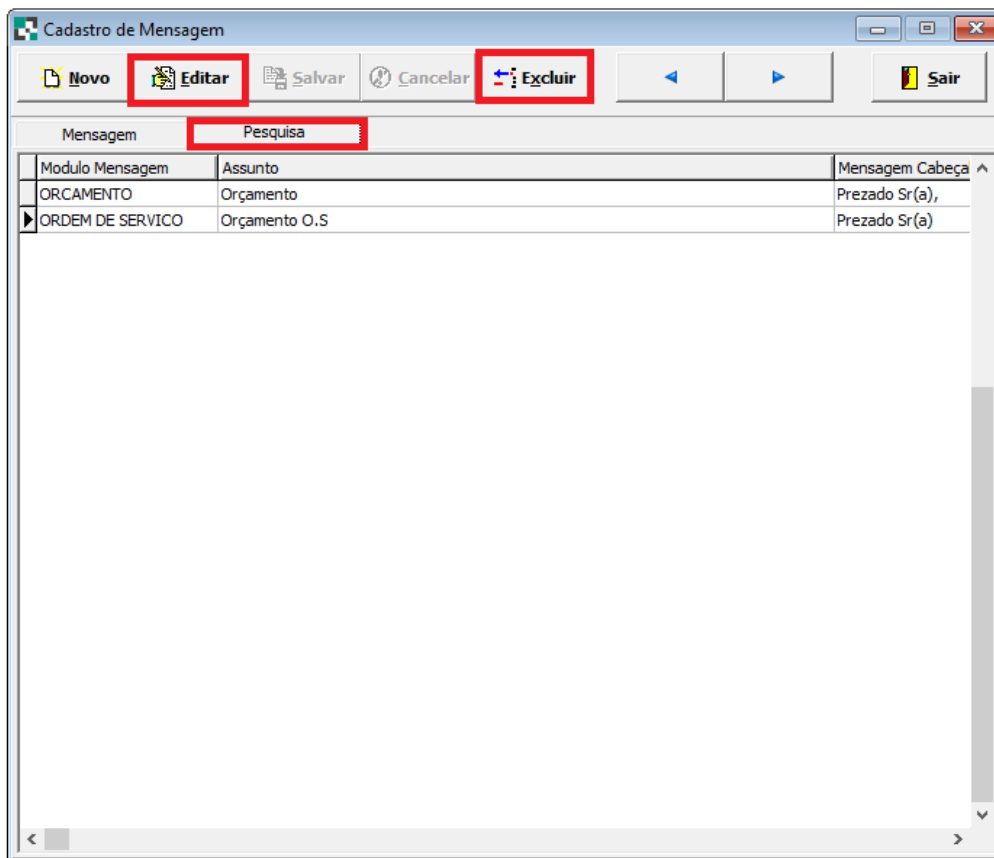 Cadastro de Mensagem
Novo Editar Salvar Cancelar Excluir Sair
Mensagem Pesquisa
Modulo Mensagem Assunto Mensagem Cabeça
ORCAMENTO Orçamento Prezado Sr(a),
ORDEM DE SERVICO Orçamento O.S Prezado Sr(a)